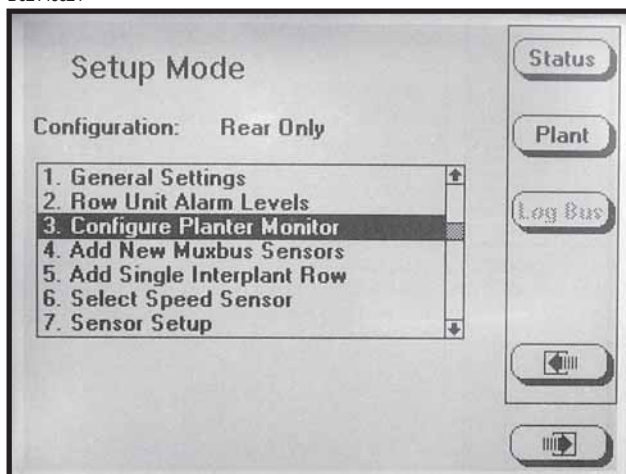 Setup Mode
Status
Configuration: Rear Only
Plant
1. General Settings
2. Row Unit Alarm Levels
3. Configure Planter Monitor
4. Add New Muxbus Sensors
5. Add Single Interplant Row
6. Select Speed Sensor
7. Sensor Setup
Log Bus